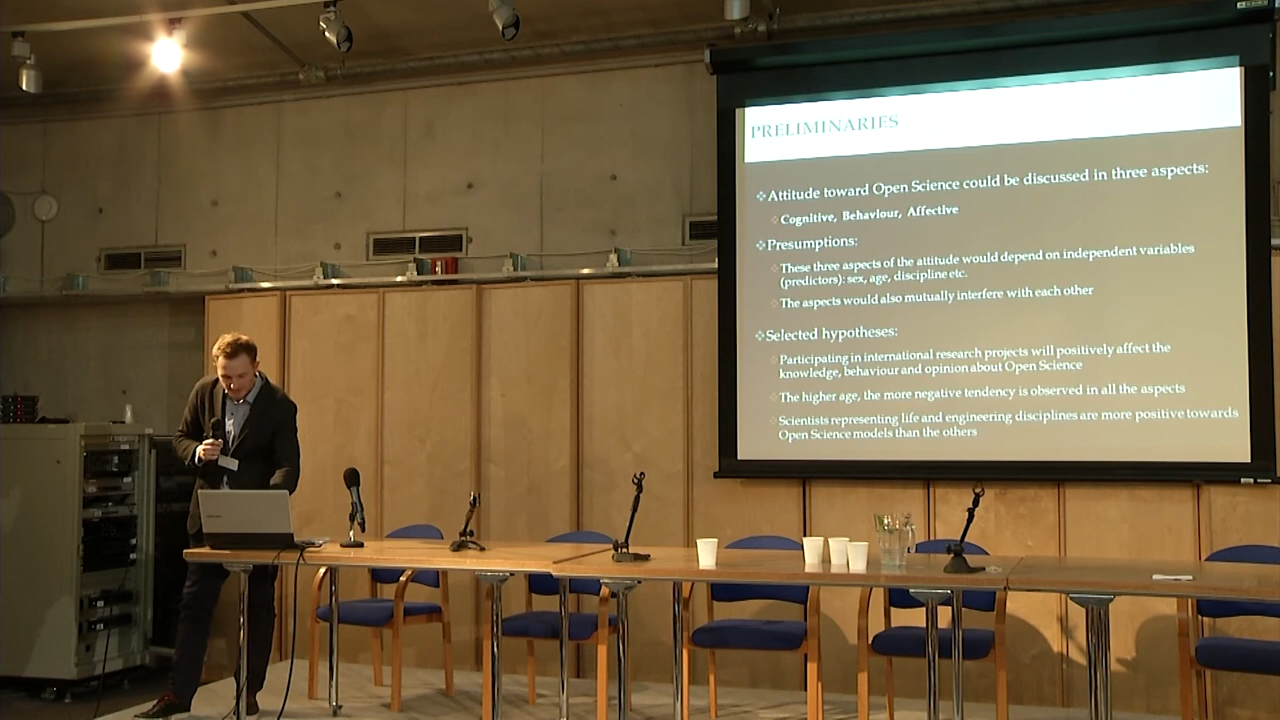 PRELIMINARIES
Attitude toward Open Science could be discussed in three aspects:
Cognitive, Behaviour, Affective
Presumptions:
These three aspects of the attitude would depend on independent variables
(predictors): sex, age, discipline etc.
The aspects would also mutually interfere with each other
Selected hypotheses:
Participating in international research projects will positively affect the
knowledge, behaviour and opinion about Open Science
The higher age, the more negative tendency is observed in all the aspects
Scientists representing life and engineering disciplines are more positive towards
Open Science models than the others